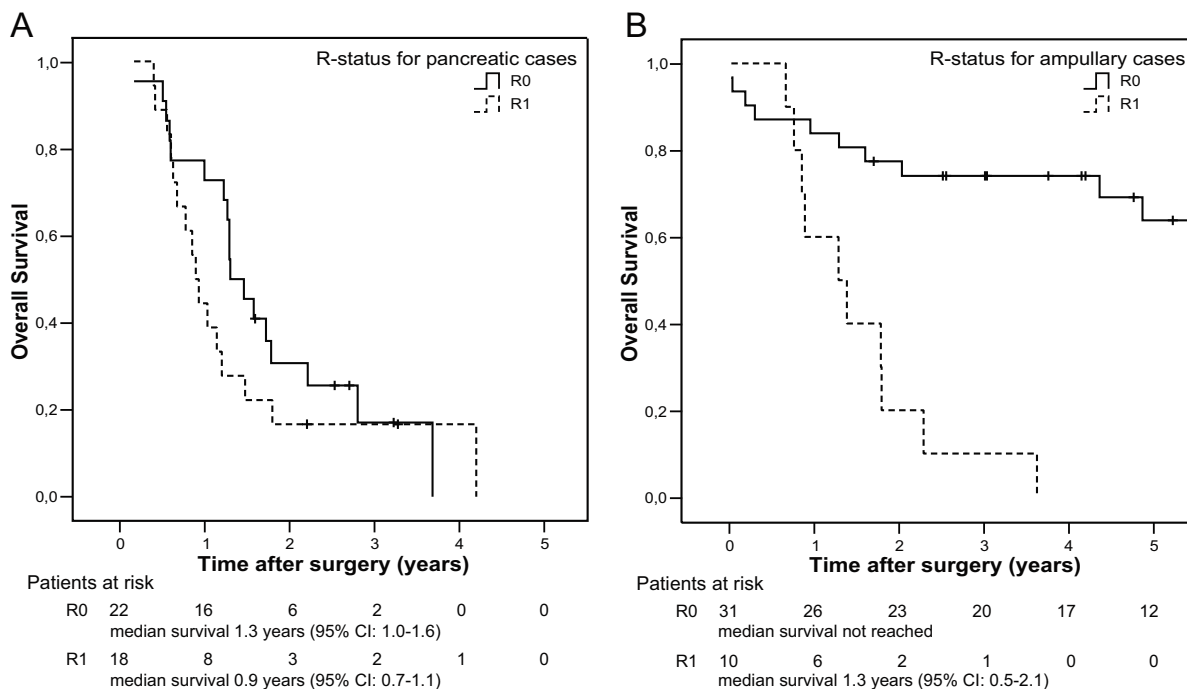 A
R-status for pancreatic cases
R0
R1
1,0
0,8
0,6
0,4
0,2
0,0
Overall Survival
0 1 2 3 4 5
Time after surgery (years)
Patients at risk
R0 22 16 6 2 0 0
median survival 1.3 years (95% CI: 1.0-1.6)
R1 18 8 3 2 1 0
median survival 0.9 years (95% CI: 0.7-1.1)
B
R-status for ampullary cases
R0
R1
1,0
0,8
0,6
0,4
0,2
0,0
Overall Survival
0 1 2 3 4 5
Time after surgery (years)
Patients at risk
R0 31 26 23 20 17 12
median survival not reached
R1 10 6 2 1 0 0
median survival 1.3 years (95% CI: 0.5-2.1)